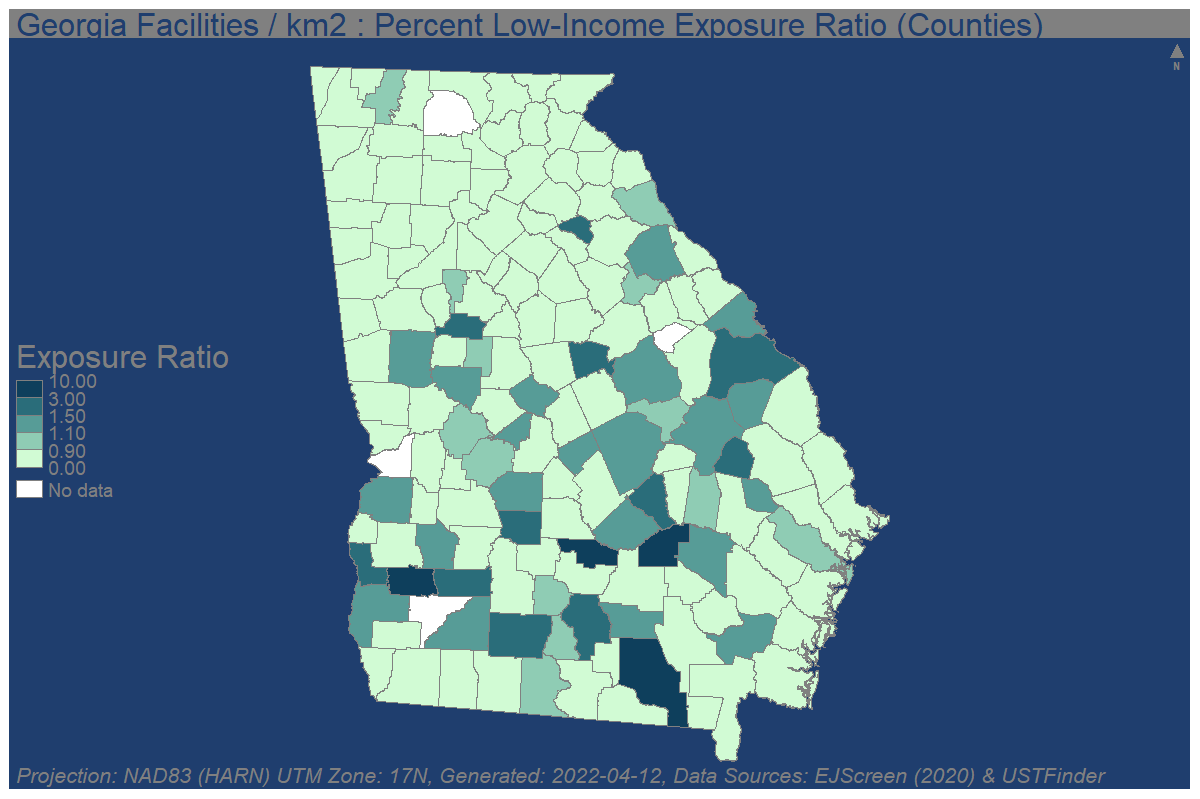 Georgia Facilities / km2 : Percent Low-Income Exposure Ratio (Counties)
N
Exposure Ratio
10.00
3.00
1.50
1.10
0.90
0.00
No data
Projection: NAD83 (HARN) UTM Zone: 17N, Generated: 2022-04-12, Data Sources: EJScreen (2020) & USTFinder